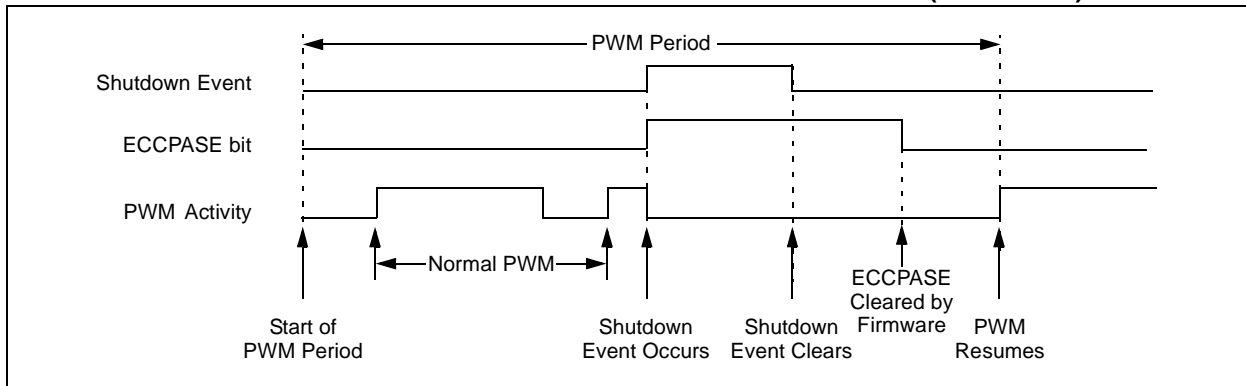 PWM Period
Shutdown Event
ECCPASE bit
PWM Activity
Normal PWM
Start of
PWM Period
Shutdown
Event Occurs
Shutdown
Event Clears
ECCPASE
Cleared by
Firmware
PWM
Resumes